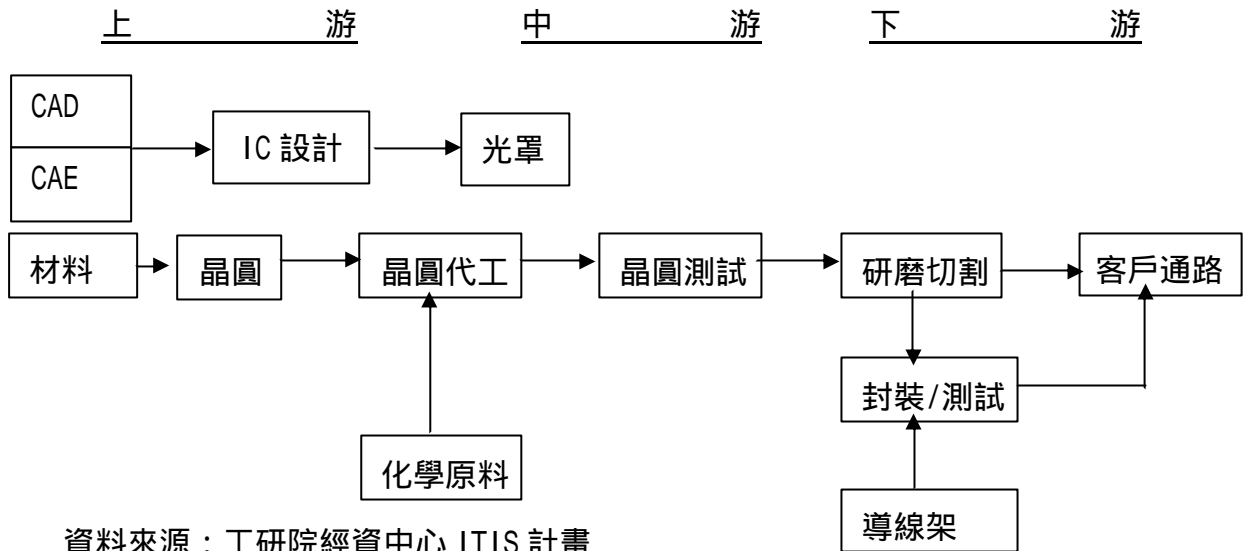 上游 中游 下游
CAD
CAE
IC設計
光罩
材料
晶圓
晶圓代工
晶圓測試
研磨切割
客戶通路
封裝/測試
化學原料
導線架
資料來源：工研院經資中心 ITIS 計畫